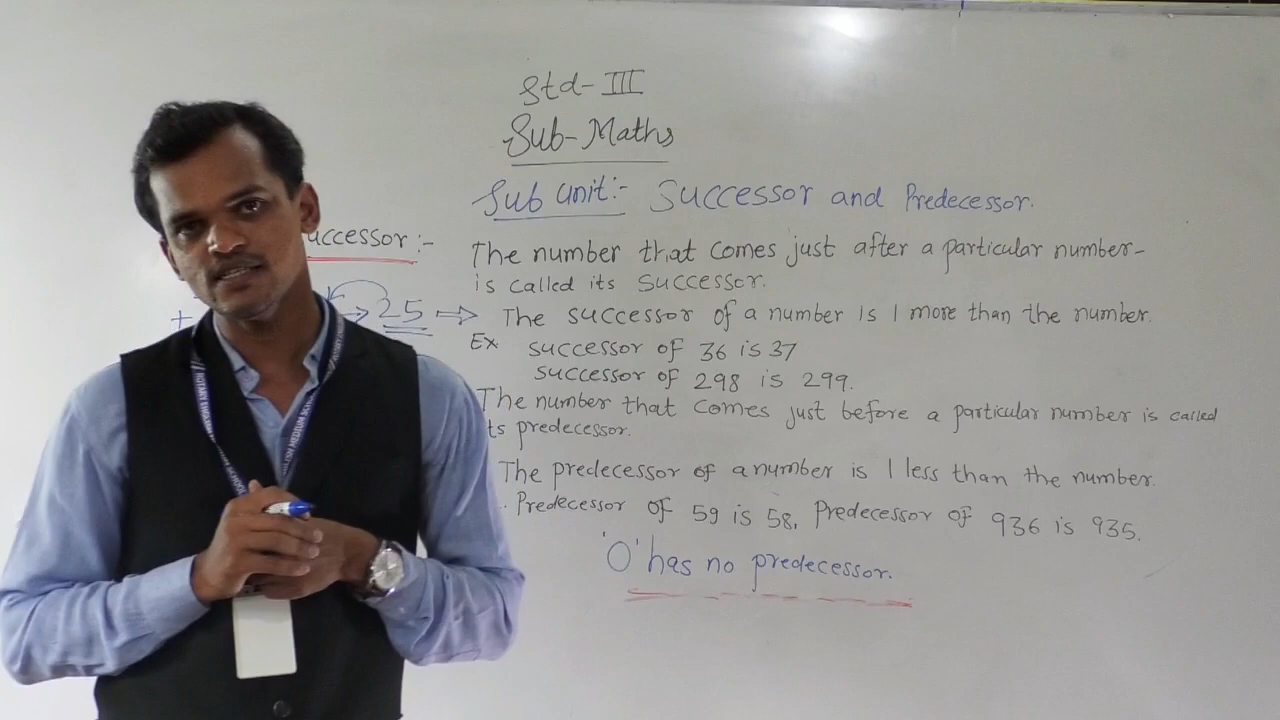 Std-III
Sub-Maths
Sub unit:- Successor and Predecessor.
uccessor :-
The number that comes just after a particular number-
is called its successor.
+ → 25 ⇒ The successor of a number is 1 more than the number.
Ex successor of 36 is 37
successor of 298 is 299.
The number that comes just before a particular number is called
ts predecessor.
The predecessor of a number is 1 less than the number.
Predecessor of 59 is 58, Predecessor of 936 is 935.
'0' has no predecessor.